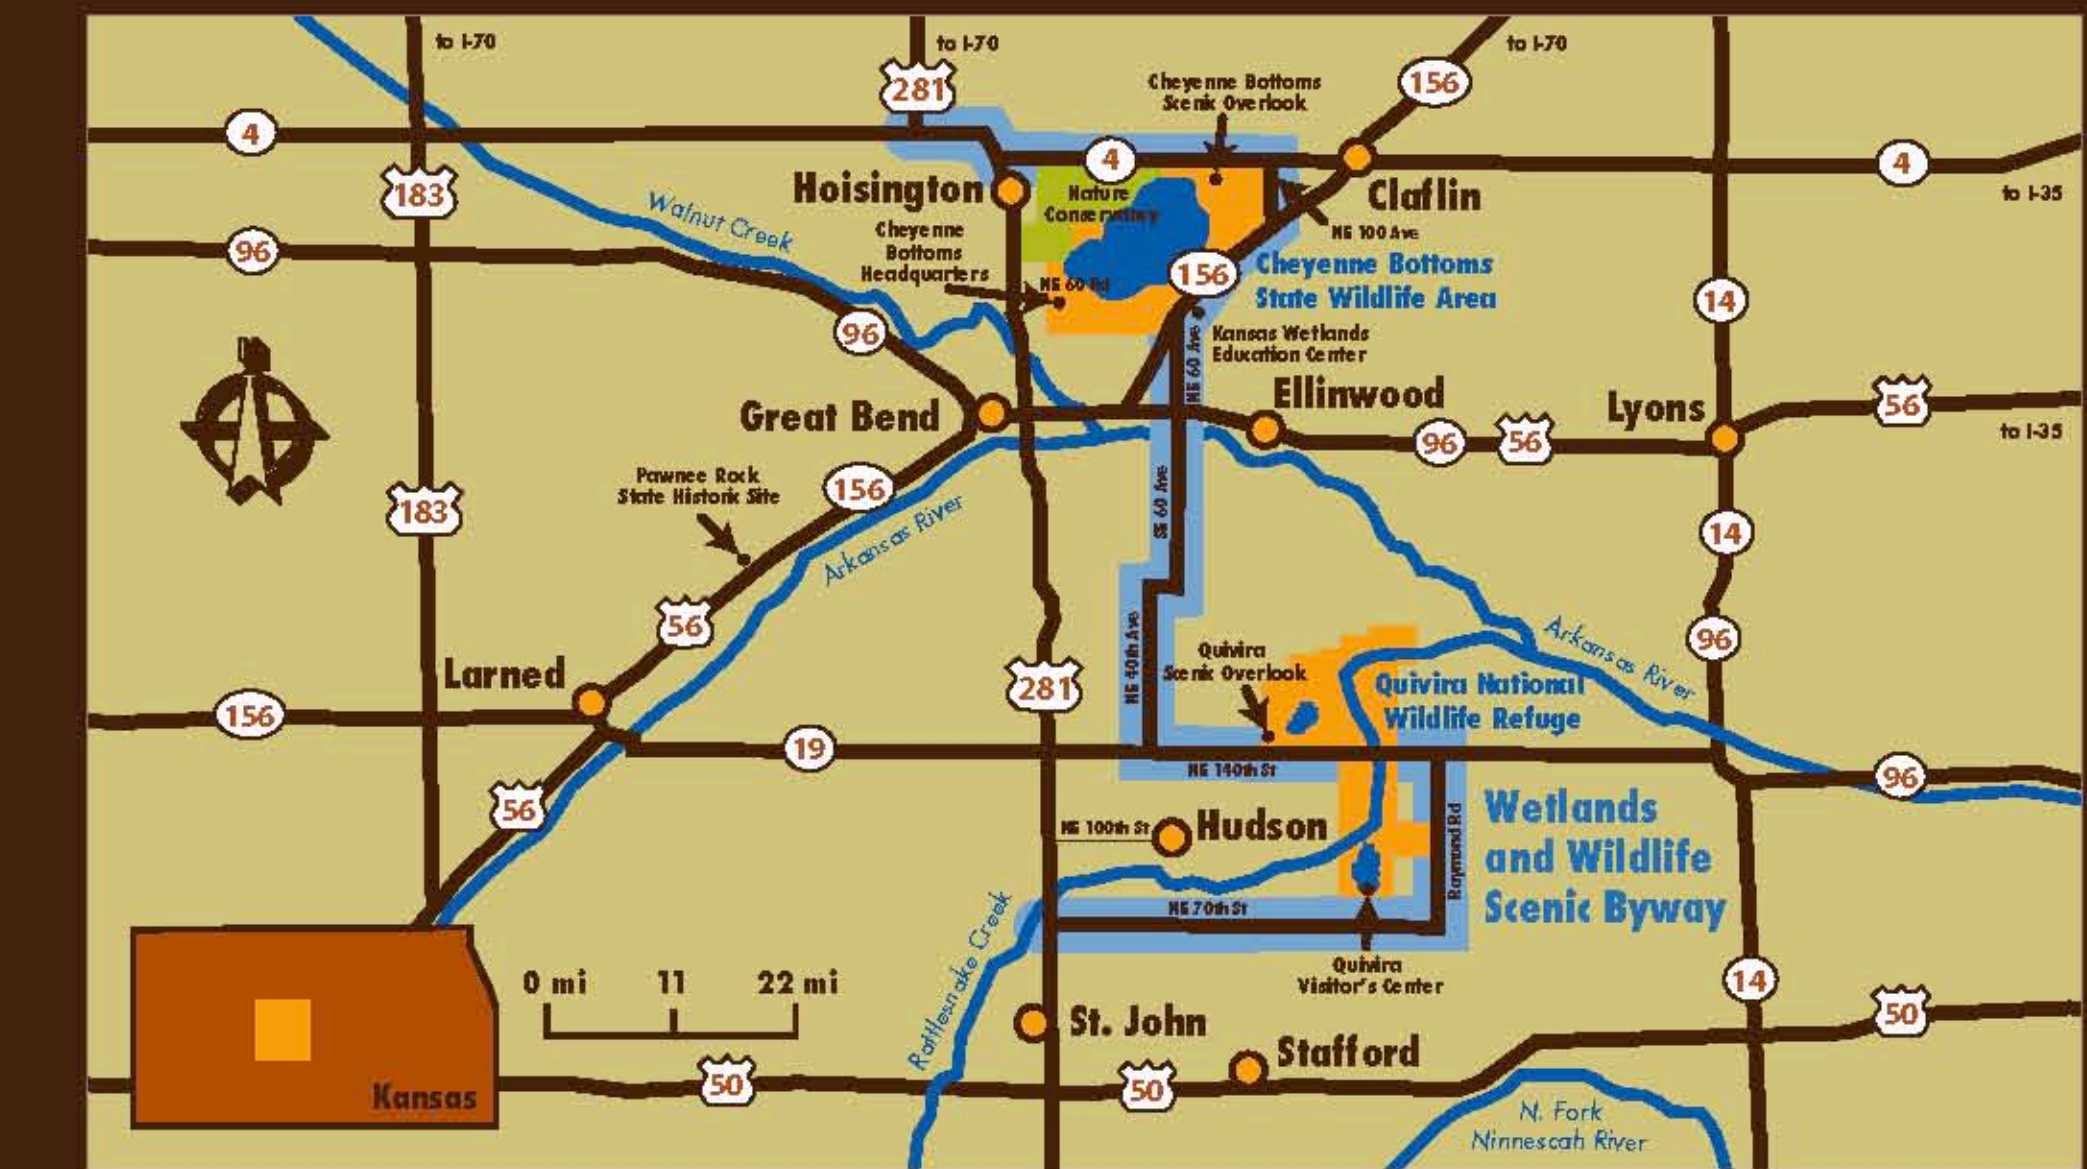 to I-70
to I-70
to I-70
281
156
Cheyenne Bottoms
Scenic Overlook
4
4
4
to I-35
183
Hoisington
Nature
Conservancy
Claflin
NE 100 Ave
Walnut Creek
96
Cheyenne
Bottoms
Headquarters
NE 60 Rd
156
Cheyenne Bottoms
State Wildlife Area
14
96
NE 60 Ave
Kansas Wetlands
Education Center
Great Bend
Ellinwood
Lyons
56
to I-35
96
56
Pawnee Rock
State Historic Site
156
Arkansas River
SE 60 Ave
183
14
56
NE 40th Ave
Quivira
Scenic Overlook
Arkansas River
96
Larned
281
Quivira National
Wildlife Refuge
156
19
NE 140th St
96
56
NE 100th St
Hudson
Raymond Rd
Wetlands
and Wildlife
Scenic Byway
NE 70th St
Rattlesnake Creek
Quivira
Visitor's Center
0 mi 11 22 mi
14
St. John
50
Stafford
50
50
Kansas
N. Fork
Ninnescah River